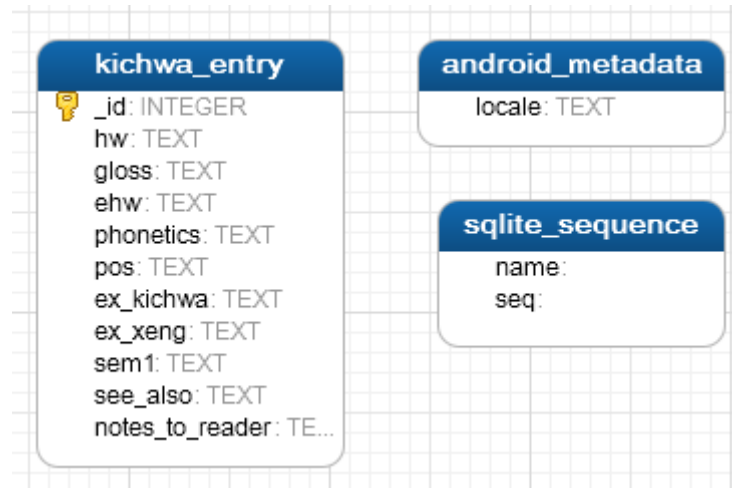 kichwa_entry
_id: INTEGER
hw: TEXT
gloss: TEXT
ehw: TEXT
phonetics: TEXT
pos: TEXT
ex_kichwa: TEXT
ex_xeng: TEXT
sem1: TEXT
see_also: TEXT
notes_to_reader: TE...
android_metadata
locale: TEXT
sqlite_sequence
name:
seq: